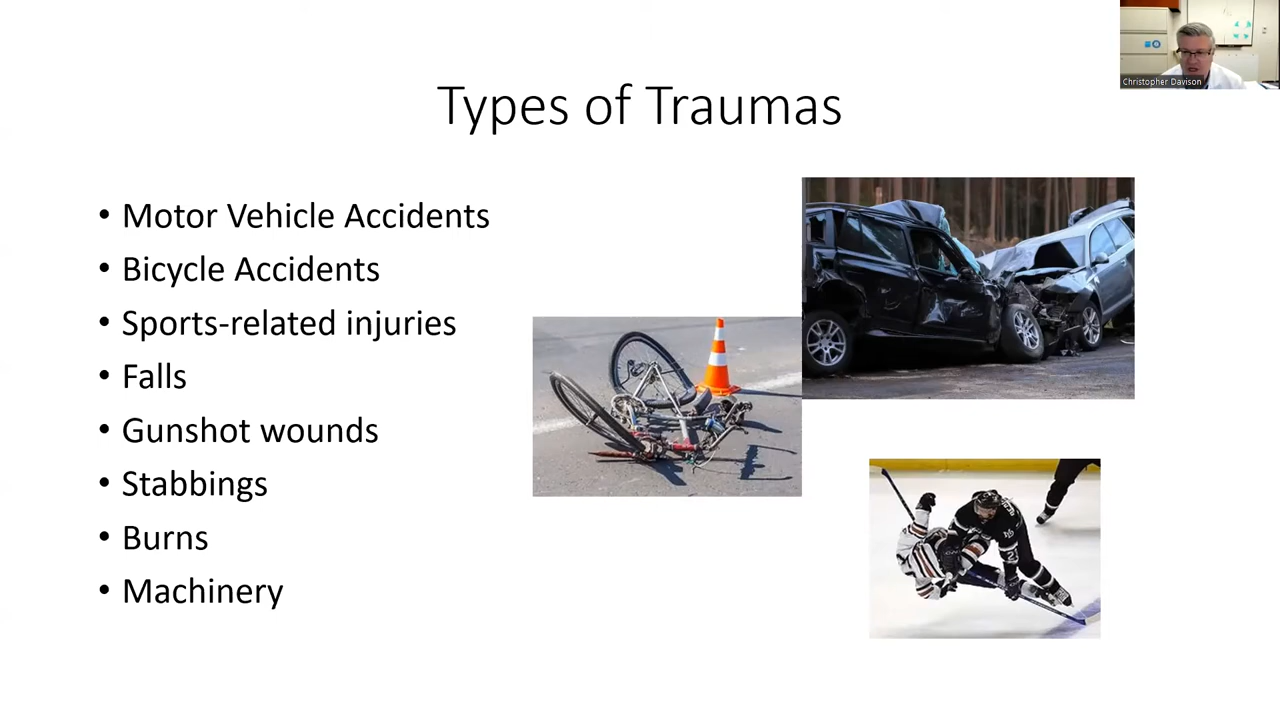 Christopher Davison
Types of Traumas
• Motor Vehicle Accidents
• Bicycle Accidents
• Sports-related injuries
• Falls
• Gunshot wounds
• Stabbings
• Burns
• Machinery